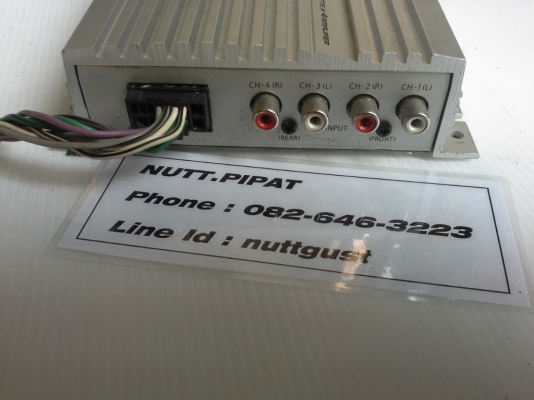 CH-4 (R) CH-3 (L) CH-2 (R) CH-1 (L)
INPUT
(REAR) (FRONT)
NUTT.PIPAT
Phone : 082-646-3223
Line Id : nuttgust